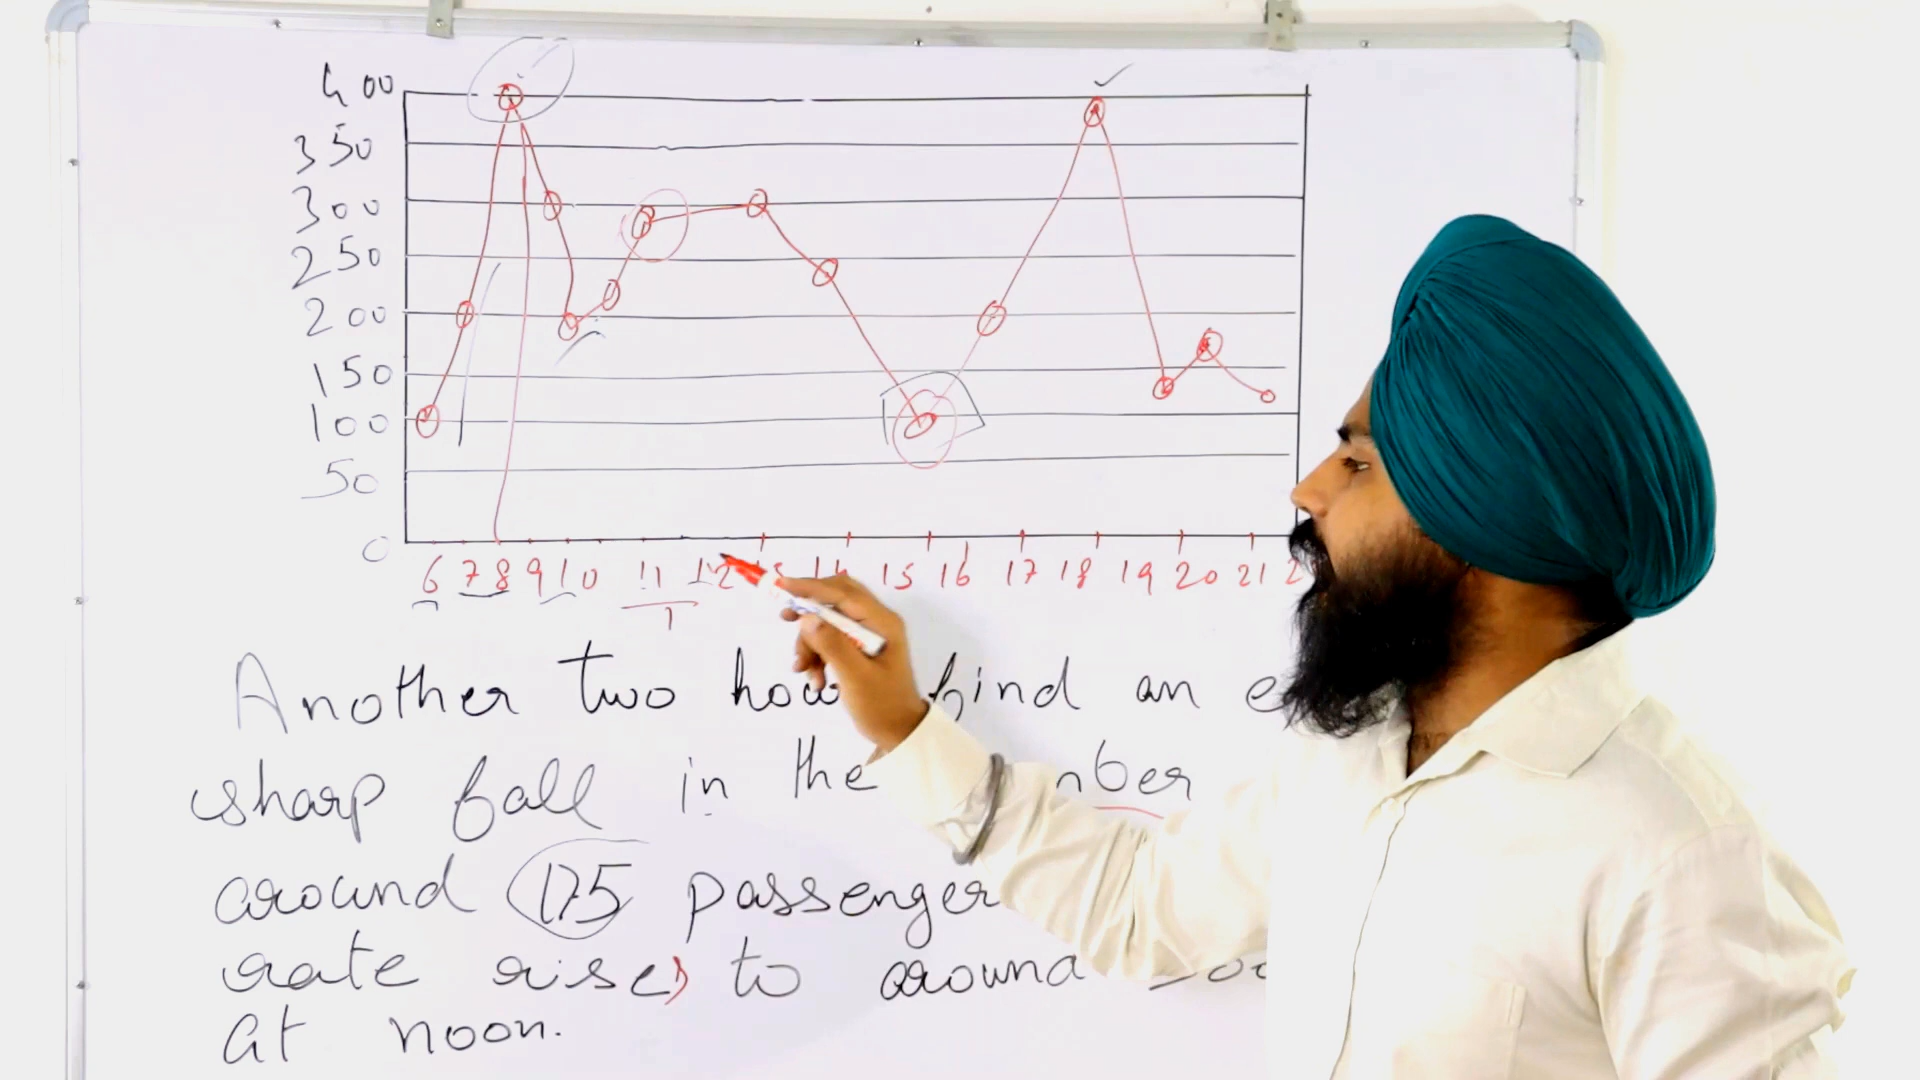 400
350
300
250
200
150
100
50
0
6 7 8 9 10 11 12 14 15 16 17 18 19 20 21
1
Another two find an
sharp fall in the
around 175 passenger
rate rises to around
at noon.